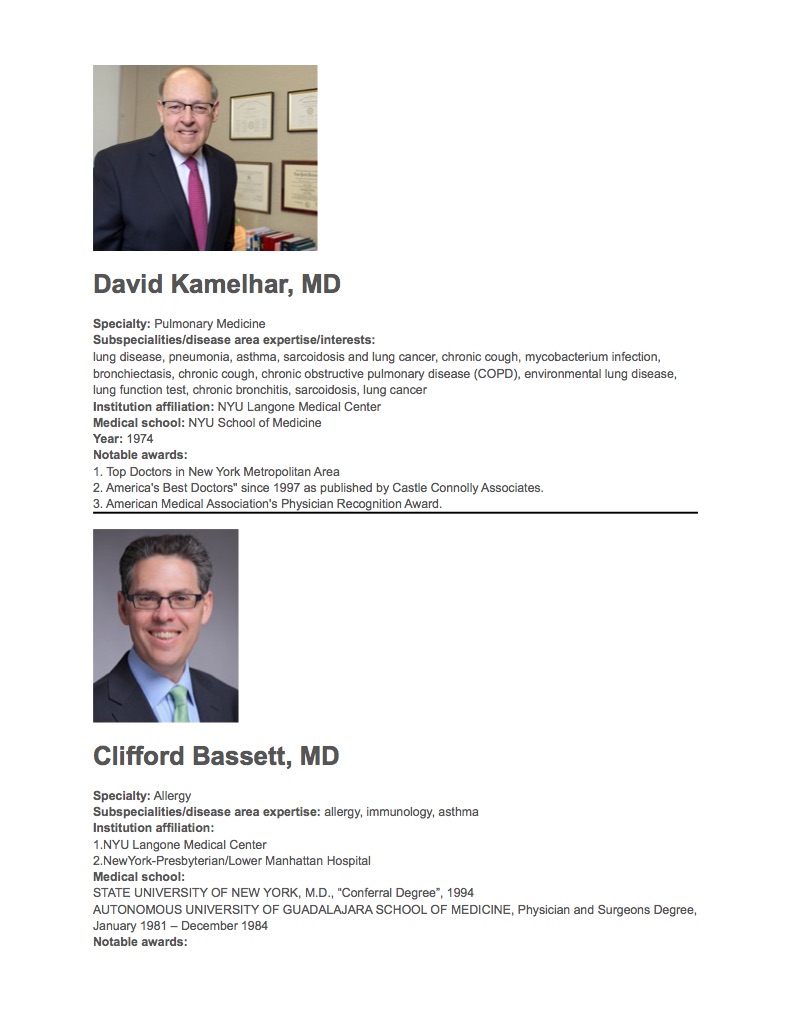 David Kamelhar, MD
Specialty: Pulmonary Medicine
Subspecialities/disease area expertise/interests:
lung disease, pneumonia, asthma, sarcoidosis and lung cancer, chronic cough, mycobacterium infection,
bronchiectasis, chronic cough, chronic obstructive pulmonary disease (COPD), environmental lung disease,
lung function test, chronic bronchitis, sarcoidosis, lung cancer
Institution affiliation: NYU Langone Medical Center
Medical school: NYU School of Medicine
Year: 1974
Notable awards:
1. Top Doctors in New York Metropolitan Area
2. America's Best Doctors" since 1997 as published by Castle Connolly Associates.
3. American Medical Association's Physician Recognition Award.
Clifford Bassett, MD
Specialty: Allergy
Subspecialities/disease area expertise: allergy, immunology, asthma
Institution affiliation:
1.NYU Langone Medical Center
2.NewYork-Presbyterian/Lower Manhattan Hospital
Medical school:
STATE UNIVERSITY OF NEW YORK, M.D., “Conferral Degree”, 1994
AUTONOMOUS UNIVERSITY OF GUADALAJARA SCHOOL OF MEDICINE, Physician and Surgeons Degree,
January 1981 – December 1984
Notable awards: